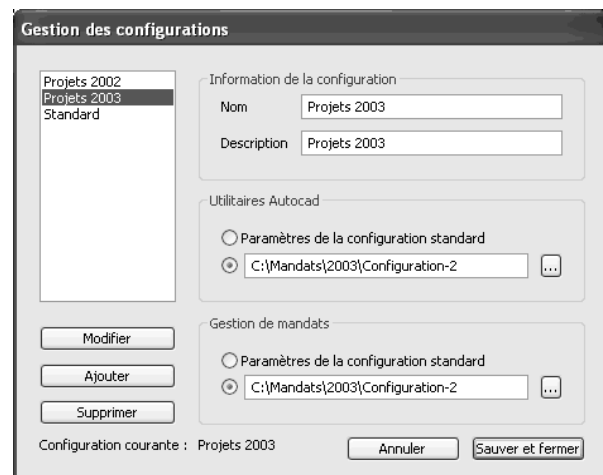 Gestion des configurations
Projets 2002
Projets 2003
Standard
Information de la configuration
Nom
Projets 2003
Description
Projets 2003
Utilitaires Autocad
Paramètres de la configuration standard
C:\Mandats\2003\Configuration-2
...
Gestion de mandats
Paramètres de la configuration standard
C:\Mandats\2003\Configuration-2
...
Modifier
Ajouter
Supprimer
Configuration courante : Projets 2003
Annuler
Sauver et fermer